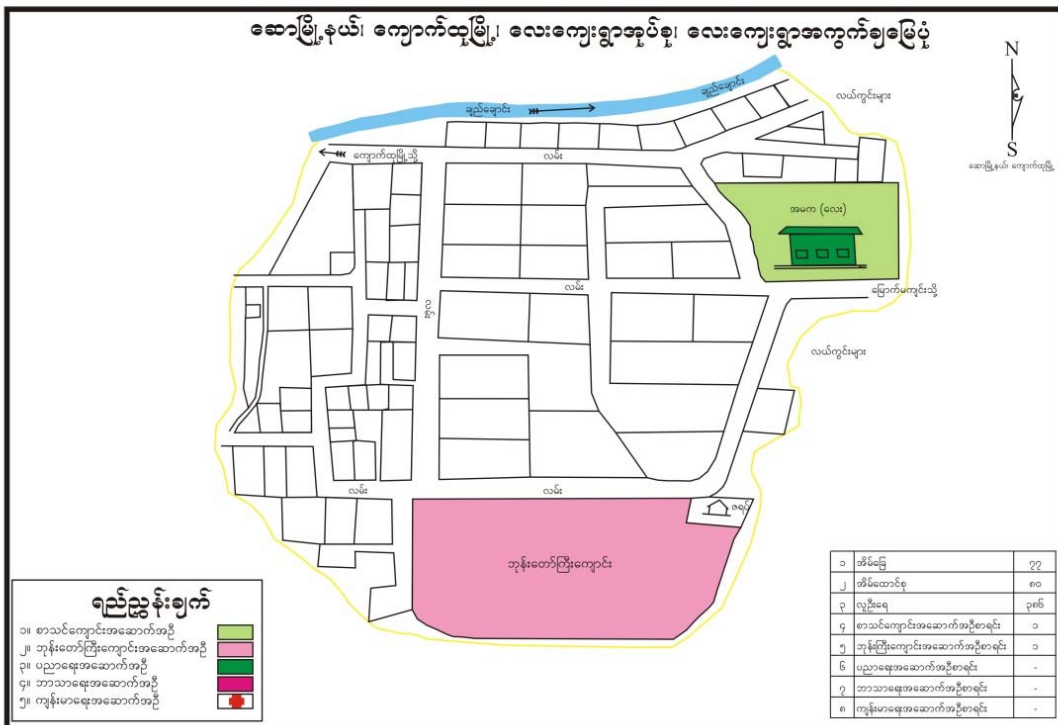 ဆောမြို့နယ်၊ ကျောက်ထုမြို့၊ လေးကျေးရွာအုပ်စု၊ လေးကျေးရွာအကွက်ချမြေပုံ
N
S
ဆောမြို့နယ်၊ ကျောက်ထုမြို့
ချည်ချောင်း
ချည်ချောင်း
လယ်ကွင်းများ
ကျောက်ထုမြို့သို့
လမ်း
အမက (လေး)
လမ်း
မြောက်မကျင်းသို့
လမ်း
လယ်ကွင်းများ
လမ်း
လမ်း
ဇရပ်
ဘုန်းတော်ကြီးကျောင်း
ရည်ညွှန်းချက်
၁။ စာသင်ကျောင်းအဆောက်အဦ
၂။ ဘုန်းတော်ကြီးကျောင်းအဆောက်အဦ
၃။ ပညာရေးအဆောက်အဦ
၄။ ဘာသာရေးအဆောက်အဦ
၅။ ကျန်းမာရေးအဆောက်အဦ
၁ အိမ်ခြေ ၇၇
၂ အိမ်ထောင်စု ၈၀
၃ လူဦးရေ ၃၈၆
၄ စာသင်ကျောင်းအဆောက်အဦစာရင်း ၁
၅ ဘုန်းကြီးကျောင်းအဆောက်အဦစာရင်း ၁
၆ ပညာရေးအဆောက်အဦစာရင်း -
၇ ဘာသာရေးအဆောက်အဦစာရင်း -
၈ ကျန်းမာရေးအဆောက်အဦစာရင်း -